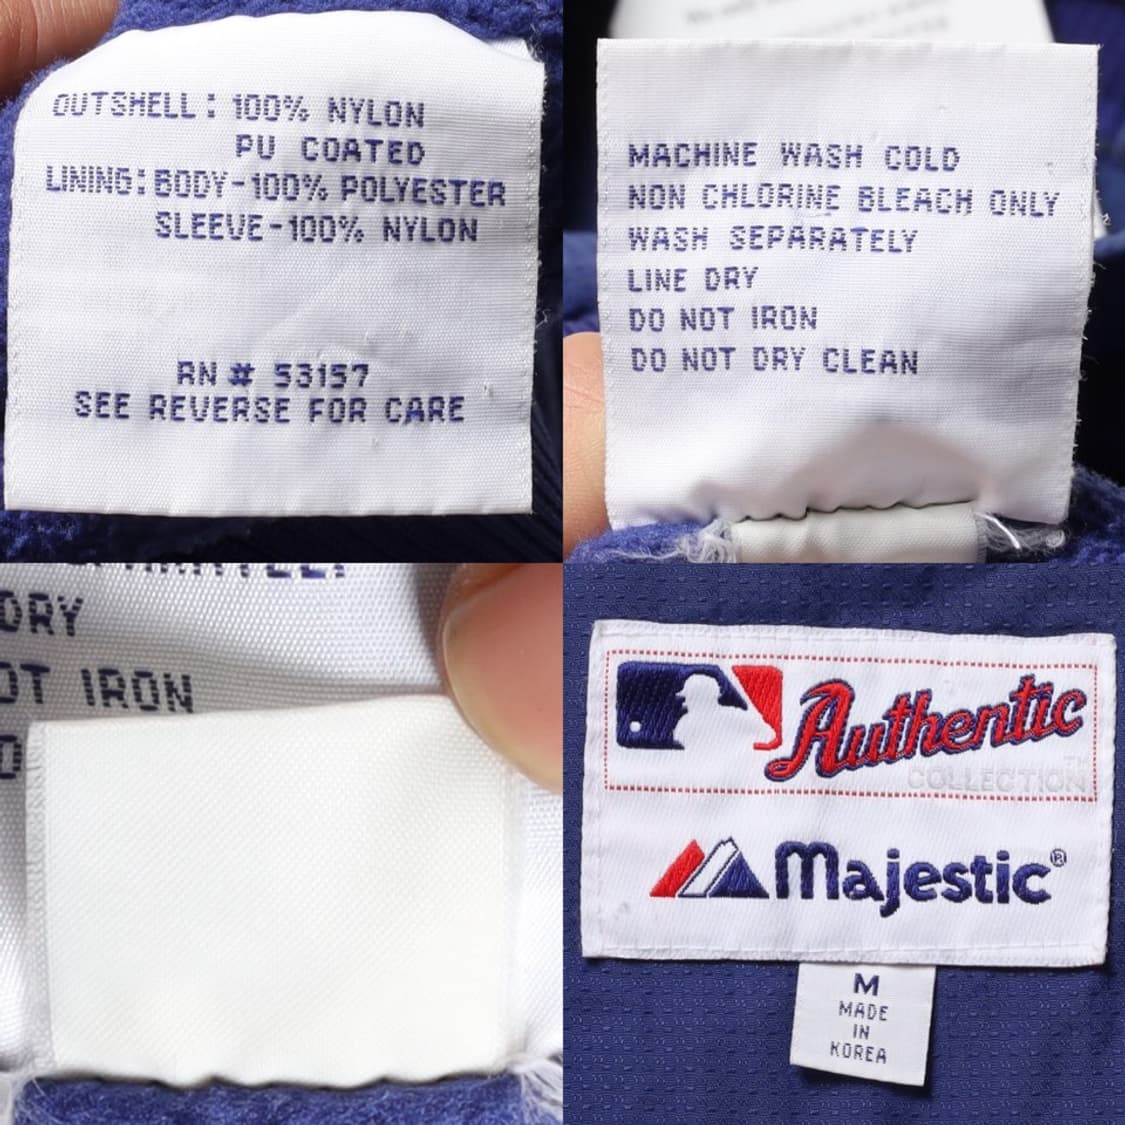 OUTSHELL: 100% NYLON
PU COATED
LINING: BODY-100% POLYESTER
SLEEVE-100% NYLON
RN # 53157
SEE REVERSE FOR CARE
MACHINE WASH COLD
NON CHLORINE BLEACH ONLY
WASH SEPARATELY
LINE DRY
DO NOT IRON
DO NOT DRY CLEAN
DRY
OT IRON
Authentic
COLLECTION™
Majestic®
M
MADE
IN
KOREA